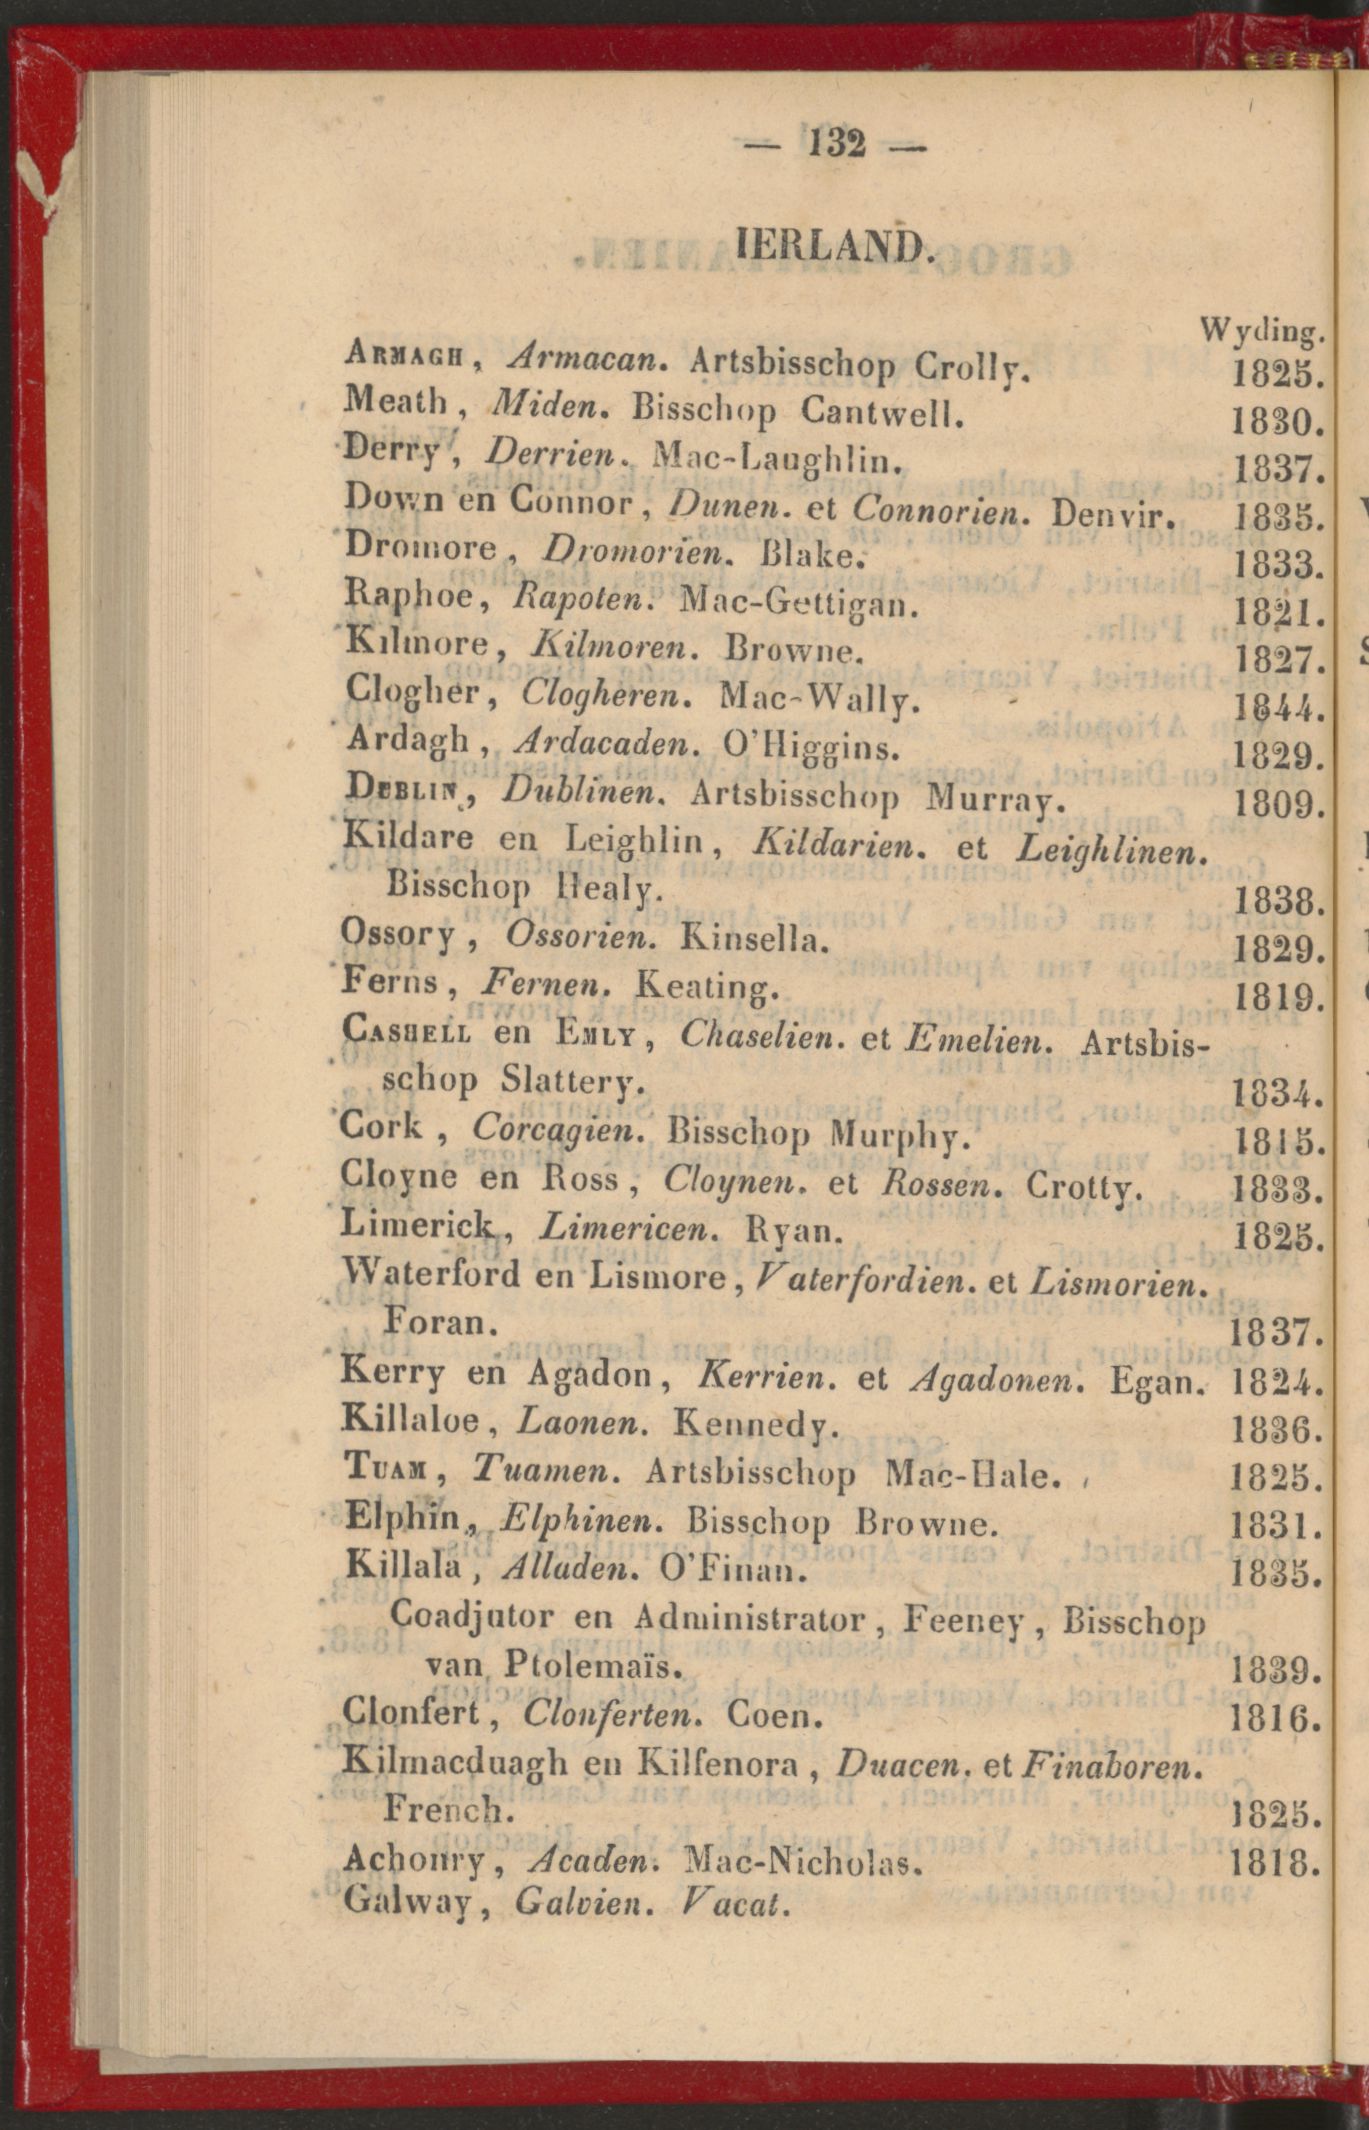 — 132 —
IERLAND.
Wyding.
ARMAGH, Armacan. Artsbisschop Crolly. 1825.
Meath, Miden. Bisschop Cantwell. 1830.
Derry, Derrien. Mac-Laughlin. 1837.
Down en Connor, Dunen. et Connorien. Denvir. 1835.
Dromore, Dromorien. Blake. 1833.
Raphoe, Rapoten. Mac-Gettigan. 1821.
Kilmore, Kilmoren. Browne. 1827.
Clogher, Clogheren. Mac-Wally. 1844.
Ardagh, Ardacaden. O'Higgins. 1829.
DUBLIN, Dublinen. Artsbisschop Murray. 1809.
Kildare en Leighlin, Kildarien. et Leighlinen.
Bisschop Healy. 1838.
Ossory, Ossorien. Kinsella. 1829.
Ferns, Fernen. Keating. 1819.
CASHELL en EMLY, Chaselien. et Emelien. Artsbis-
schop Slattery. 1834.
Cork, Corcagien. Bisschop Murphy. 1815.
Cloyne en Ross, Cloynen. et Rossen. Crotty. 1833.
Limerick, Limericen. Ryan. 1825.
Waterford en Lismore, Vaterfordien. et Lismorien.
Foran. 1837.
Kerry en Agadon, Kerrien. et Agadonen. Egan. 1824.
Killaloe, Laonen. Kennedy. 1836.
TUAM, Tuamen. Artsbisschop Mac-Hale. 1825.
Elphin, Elphinen. Bisschop Browne. 1831.
Killala, Alladen. O'Finan. 1835.
Coadjutor en Administrator, Feeney, Bisschop
van Ptolemaïs. 1839.
Clonfert, Clonferten. Coen. 1816.
Kilmacduagh en Kilfenora, Duacen. et Finaboren.
French. 1825.
Achonry, Acaden. Mac-Nicholas. 1818.
Galway, Galvien. Vacat.